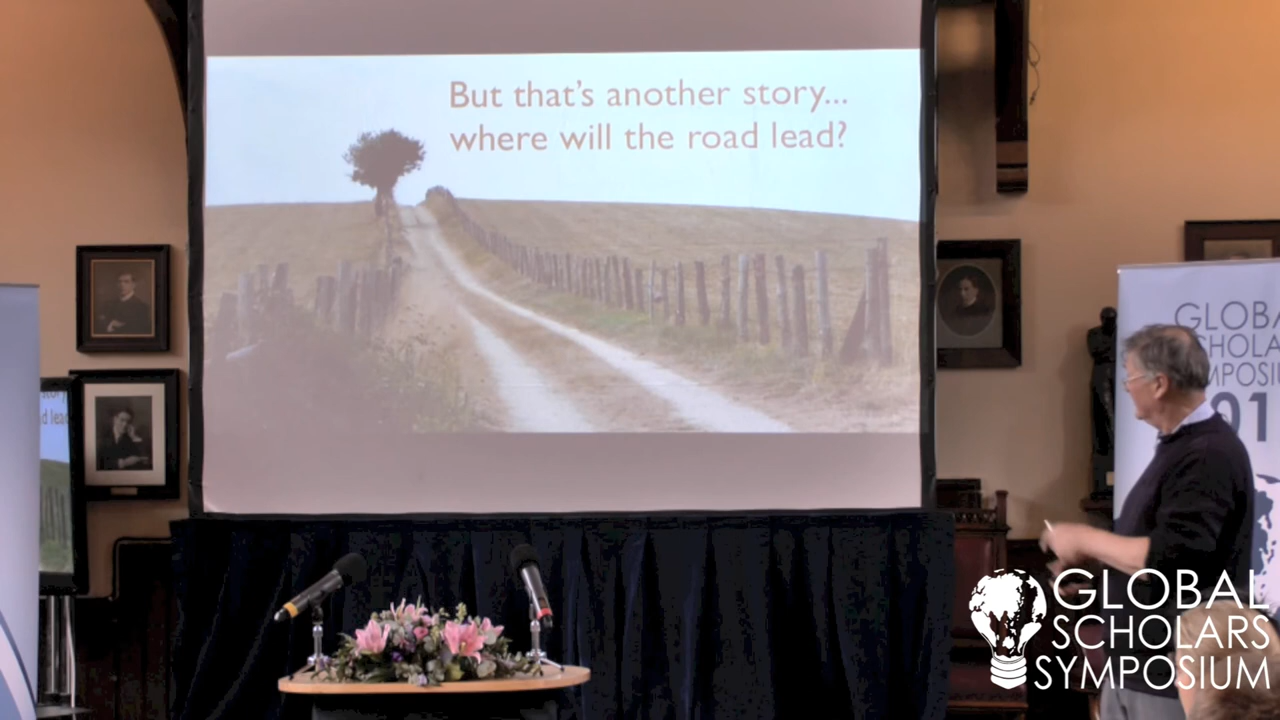 But that's another story...
where will the road lead?
GLOBAL
SCHOLARS
SYMPOSIUM